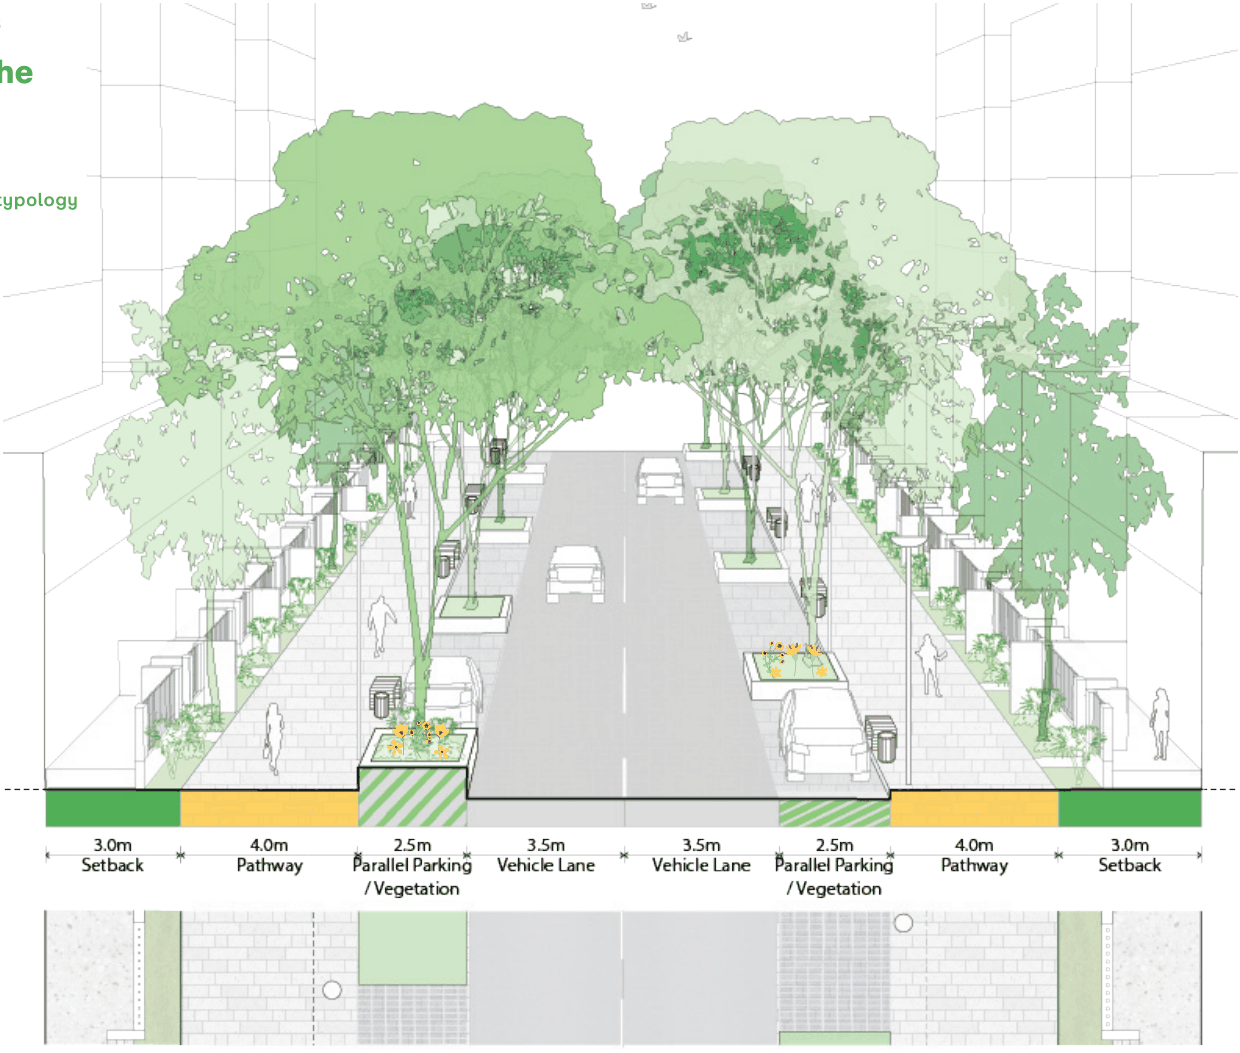 he
typology
3.0m 4.0m 2.5m 3.5m 3.5m 2.5m 4.0m 3.0m
Setback Pathway Parallel Parking Vehicle Lane Vehicle Lane Parallel Parking Pathway Setback
/ Vegetation / Vegetation